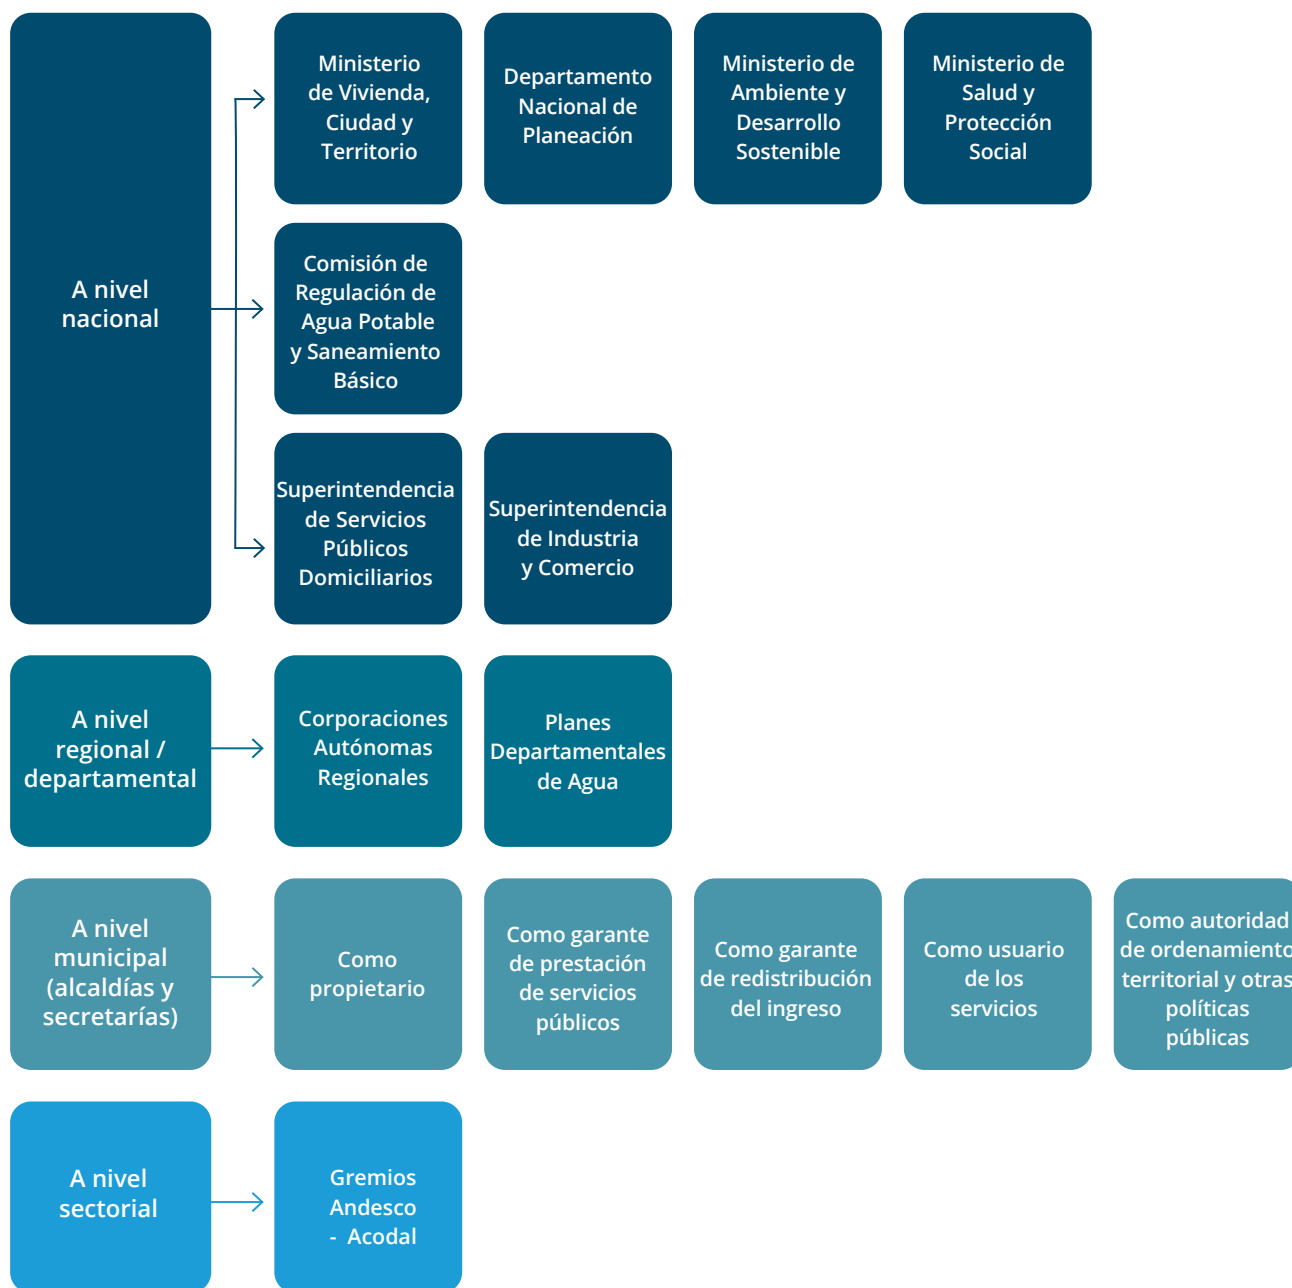 A nivel
nacional
Ministerio
de Vivienda,
Ciudad y
Territorio
Departamento
Nacional de
Planeación
Ministerio de
Ambiente y
Desarrollo
Sostenible
Ministerio de
Salud y
Protección
Social
Comisión de
Regulación de
Agua Potable
y Saneamiento
Básico
Superintendencia
de Servicios
Públicos
Domiciliarios
Superintendencia
de Industria
y Comercio
A nivel
regional /
departamental
Corporaciones
Autónomas
Regionales
Planes
Departamentales
de Agua
A nivel
municipal
(alcaldías y
secretarías)
Como
propietario
Como garante
de prestación
de servicios
públicos
Como garante
de redistribución
del ingreso
Como usuario
de los
servicios
Como autoridad
de ordenamiento
territorial y otras
políticas
públicas
A nivel
sectorial
Gremios
Andesco
- Acodal